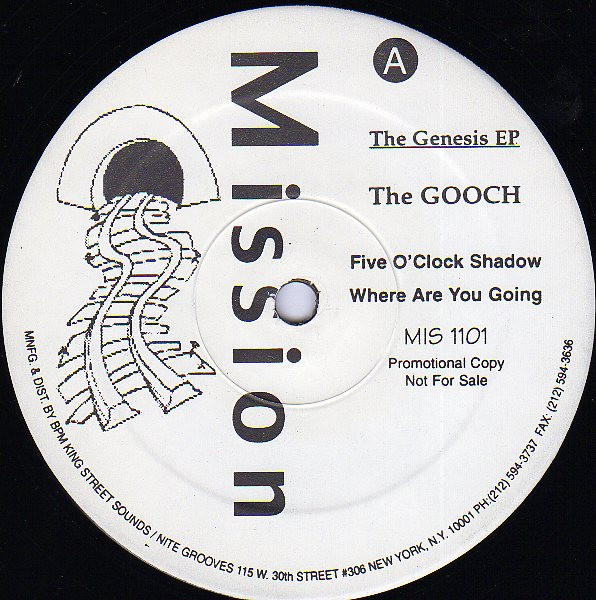 Mission
A
The Genesis EP
The GOOCH
Five O'Clock Shadow
Where Are You Going
MIS 1101
Promotional Copy
Not For Sale
MNFG. & DIST. BY BPM KING STREET SOUNDS / NITE GROOVES 115 W. 30th STREET #306 NEW YORK, N.Y. 10001 PH:(212) 594-3737 FAX: (212) 594-3636